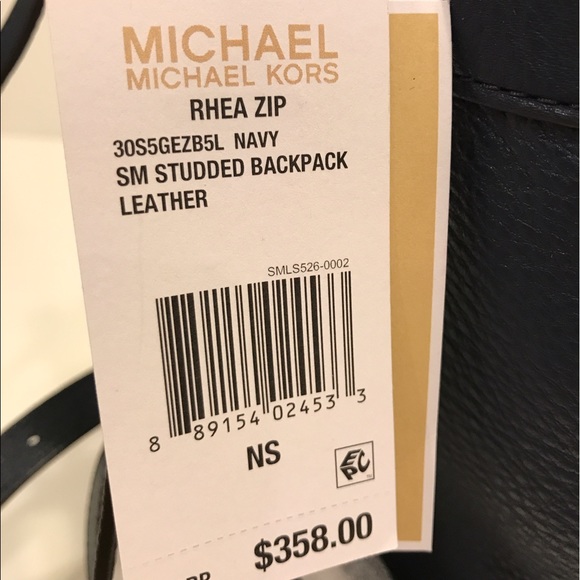 MICHAEL
MICHAEL KORS
RHEA ZIP
30S5GEZB5L NAVY
SM STUDDED BACKPACK
LEATHER
SMLS526-0002
8 89154 02453 3
NS
EPC
$358.00